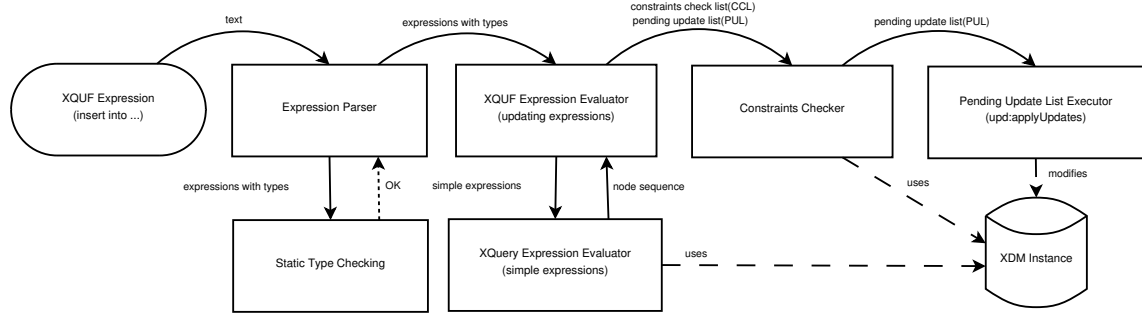 constraints check list(CCL)
text
expressions with types
pending update list(PUL)
pending update list(PUL)
XQUF Expression
(insert into ...)
Expression Parser
XQUF Expression Evaluator
(updating expressions)
Constraints Checker
Pending Update List Executor
(upd:applyUpdates)
expressions with types
OK
simple expressions
node sequence
uses
modifies
Static Type Checking
XQuery Expression Evaluator
(simple expressions)
uses
XDM Instance